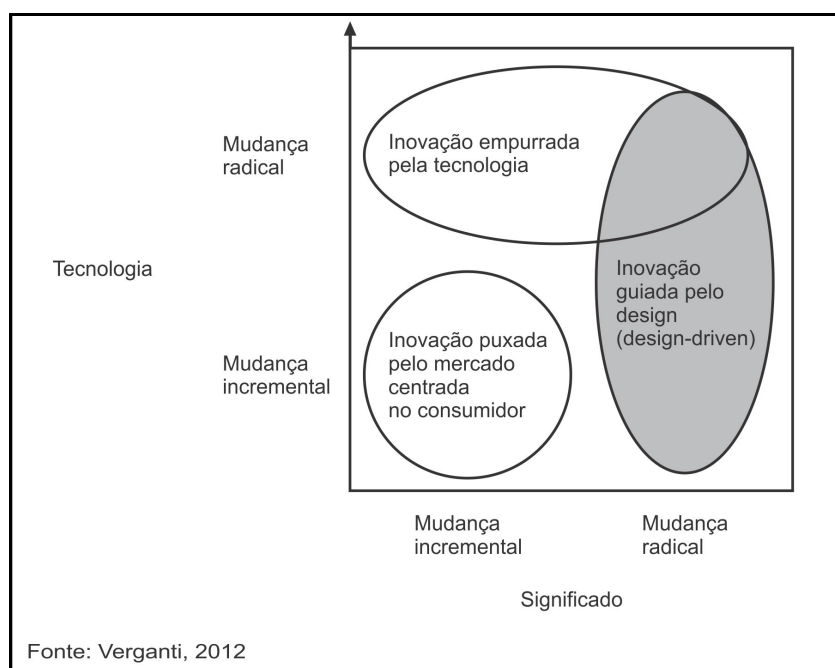 Mudança
radical
Inovação empurrada
pela tecnologia
Tecnologia
Inovação
guiada pelo
design
(design-driven)
Mudança
incremental
Inovação puxada
pelo mercado
centrada
no consumidor
Mudança
incremental
Mudança
radical
Significado
Fonte: Verganti, 2012